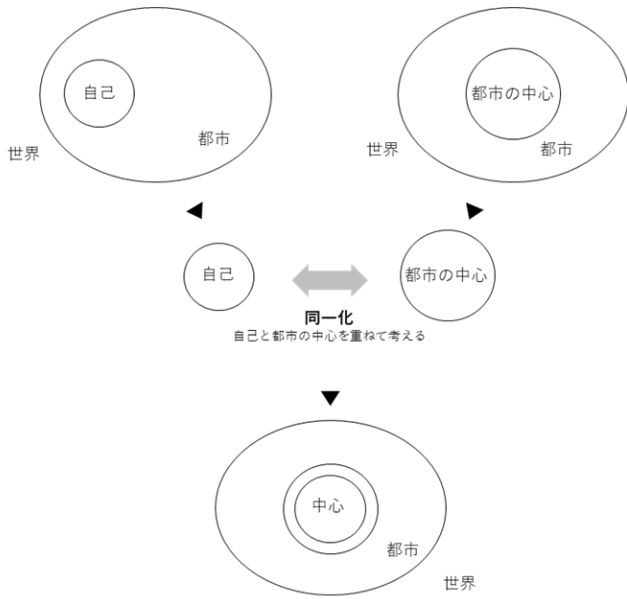 自己
都市
世界
都市の中心
都市
世界
自己
都市の中心
同一化
自己と都市の中心を重ねて考える
中心
都市
世界